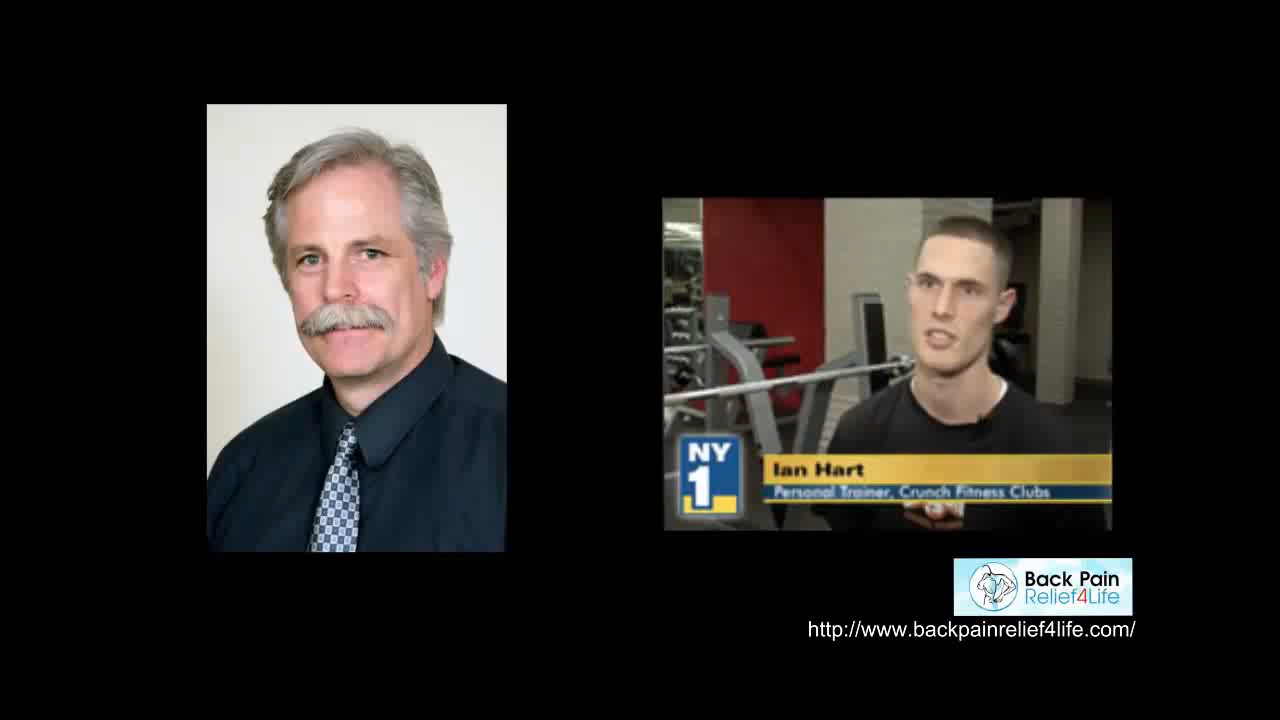 NY
1
Ian Hart
Personal Trainer, Crunch Fitness Clubs
Back Pain
Relief4Life
http://www.backpainrelief4life.com/